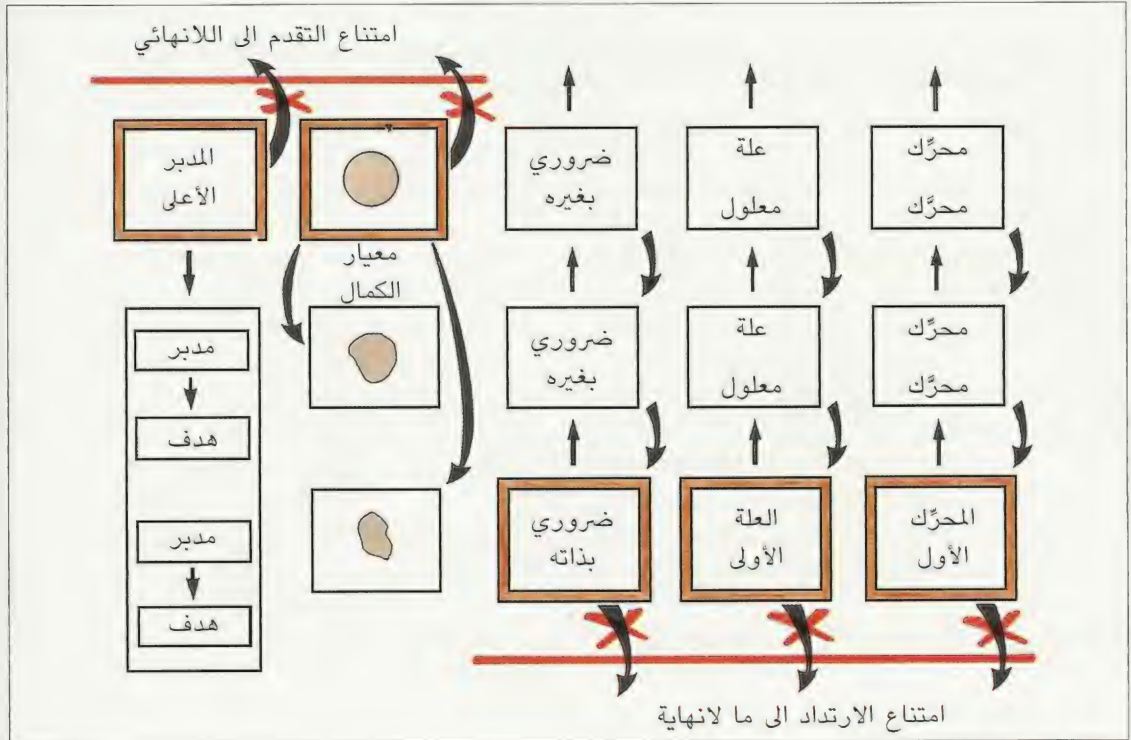 امتناع التقدم الى اللانهائي
محرِّك
محرَّك
علة
معلول
ضروري
بغيره
المدبر
الأعلى
معيار
الكمال
محرِّك
محرَّك
علة
معلول
ضروري
بغيره
مدبر
هدف
المحرِّك
الأول
العلة
الأولى
ضروري
بذاته
مدبر
هدف
امتناع الارتداد الى ما لانهاية